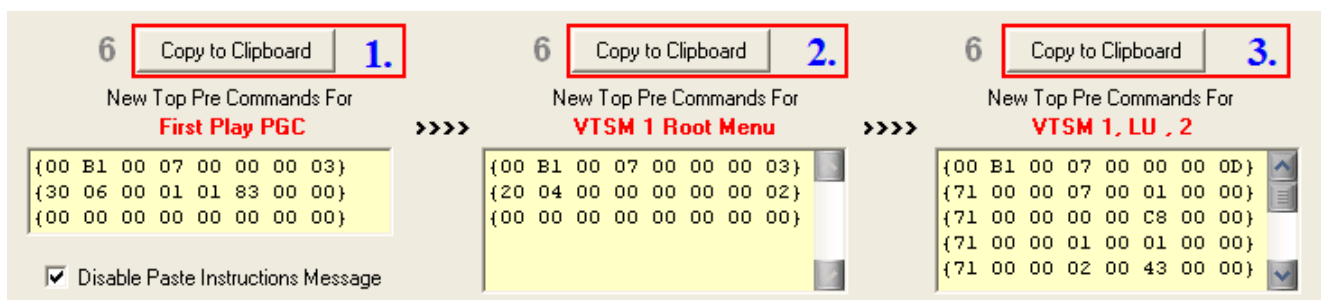 6 Copy to Clipboard 1.
New Top Pre Commands For
First Play PGC
{00 B1 00 07 00 00 00 03}
{30 06 00 01 01 83 00 00}
{00 00 00 00 00 00 00 00}
Disable Paste Instructions Message
>>>>
6 Copy to Clipboard 2.
New Top Pre Commands For
VTSM 1 Root Menu
{00 B1 00 07 00 00 00 03}
{20 04 00 00 00 00 00 02}
{00 00 00 00 00 00 00 00}
>>>>
6 Copy to Clipboard 3.
New Top Pre Commands For
VTSM 1, LU , 2
{00 B1 00 07 00 00 00 0D}
{71 00 00 07 00 01 00 00}
{71 00 00 00 00 C8 00 00}
{71 00 00 01 00 01 00 00}
{71 00 00 02 00 43 00 00}